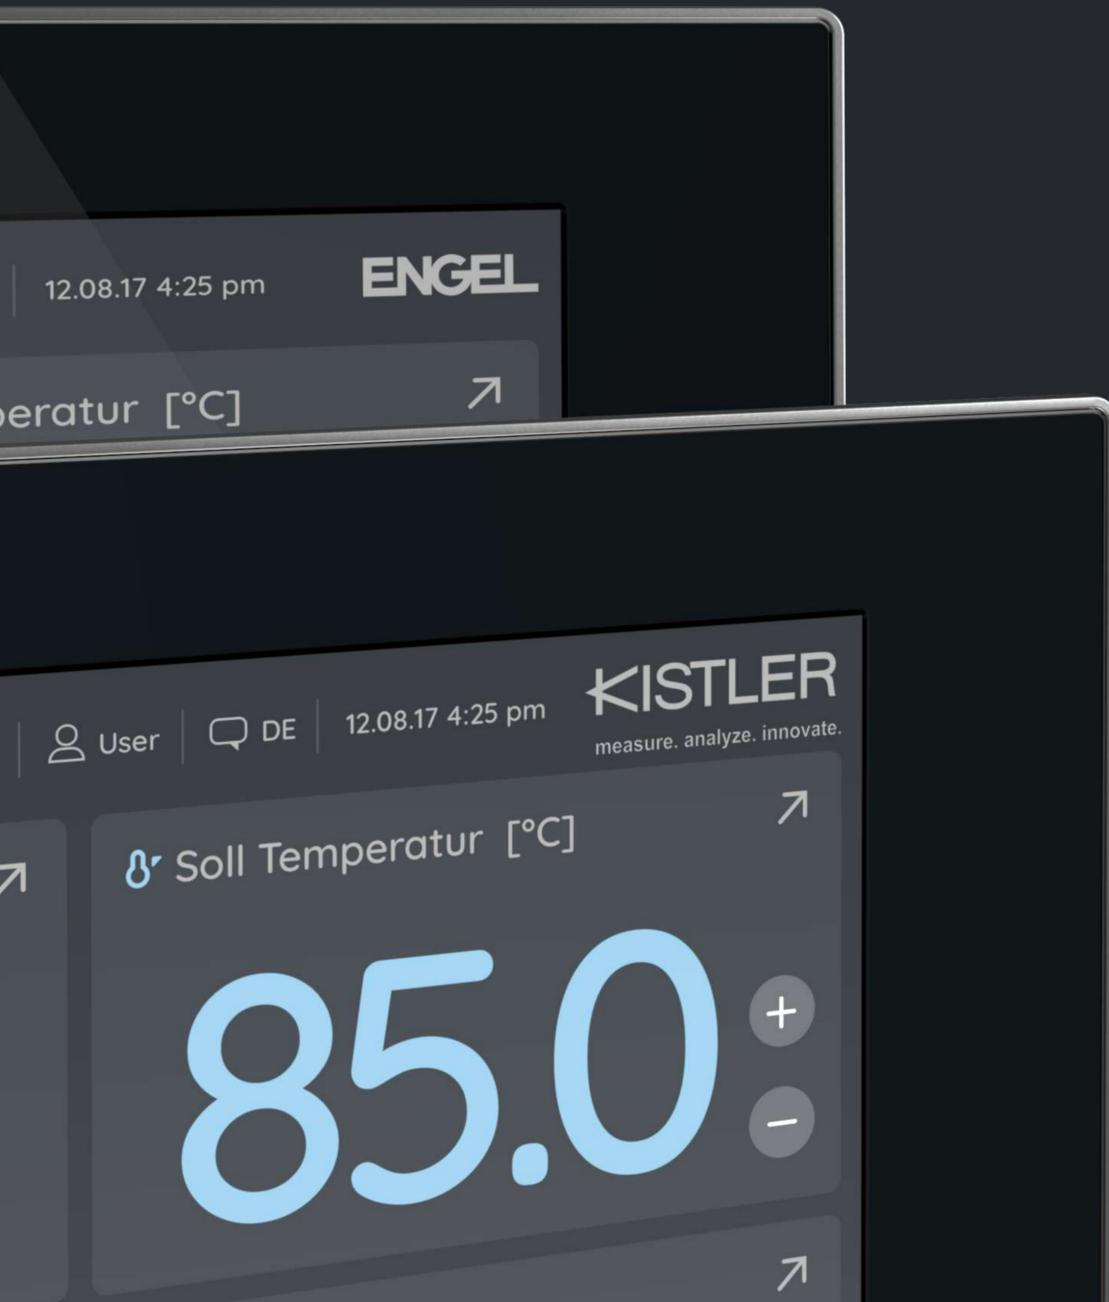 12.08.17 4:25 pm
ENGEL
peratur [°C]
User
DE
12.08.17 4:25 pm
KISTLER
measure. analyze. innovate.
Soll Temperatur [°C]
85.0
+
−